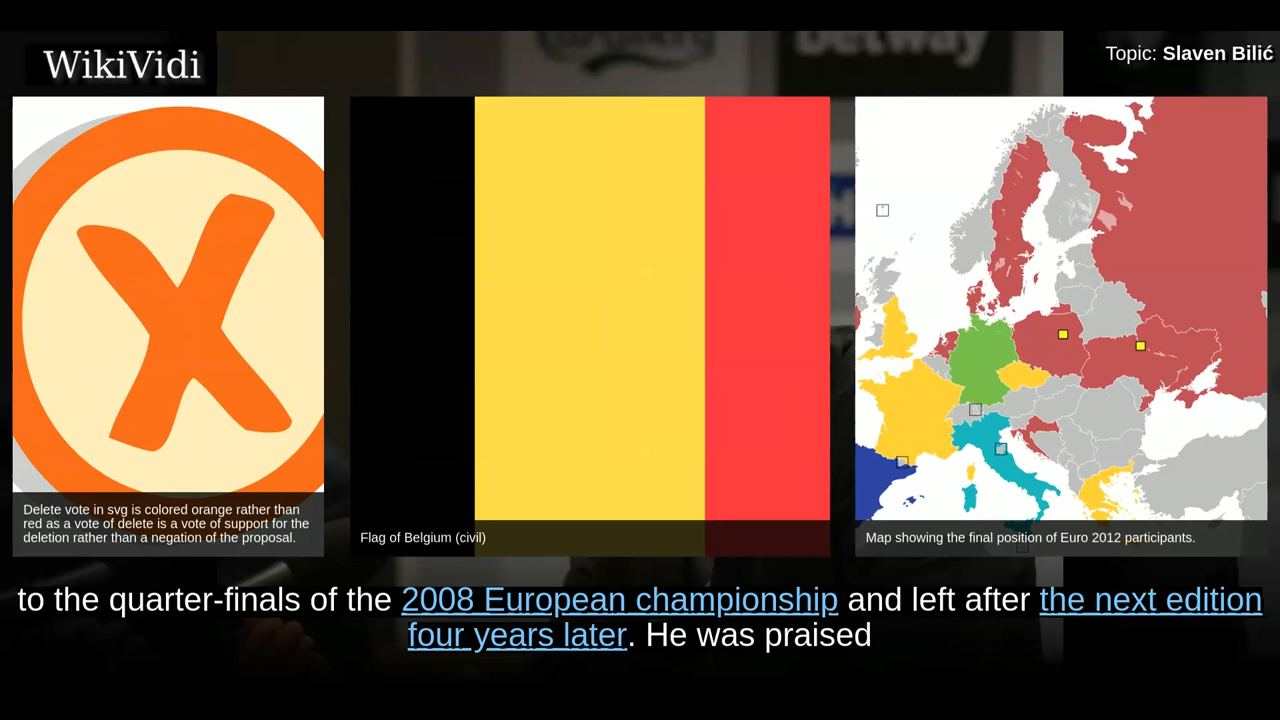 WikiVidi
Topic: Slaven Bilić
betway
Delete vote in svg is colored orange rather than
red as a vote of delete is a vote of support for the
deletion rather than a negation of the proposal.
Flag of Belgium (civil)
Map showing the final position of Euro 2012 participants.
to the quarter-finals of the 2008 European championship and left after the next edition
four years later. He was praised